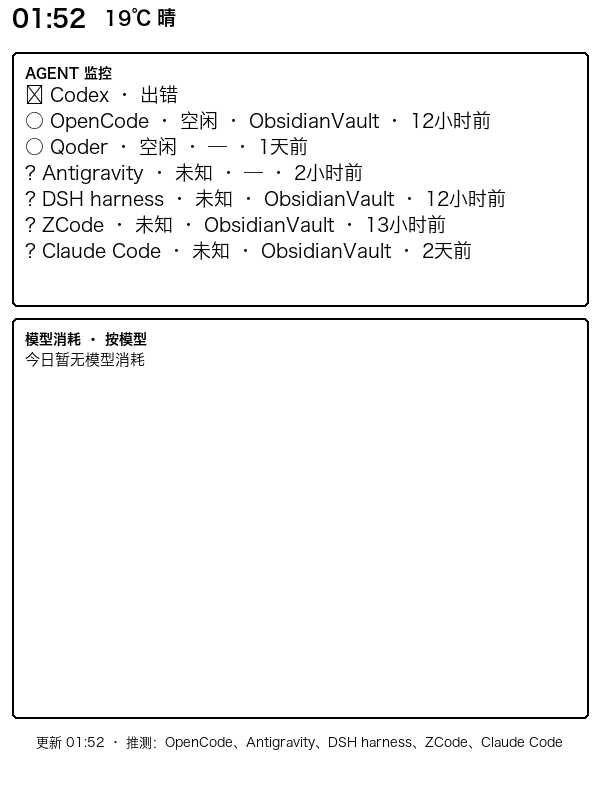 01:52 19℃ 晴
AGENT 监控
☒ Codex · 出错
○ OpenCode · 空闲 · ObsidianVault · 12小时前
○ Qoder · 空闲 · — · 1天前
? Antigravity · 未知 · — · 2小时前
? DSH harness · 未知 · ObsidianVault · 12小时前
? ZCode · 未知 · ObsidianVault · 13小时前
? Claude Code · 未知 · ObsidianVault · 2天前
模型消耗 · 按模型
今日暂无模型消耗
更新 01:52 · 推测：OpenCode、Antigravity、DSH harness、ZCode、Claude Code